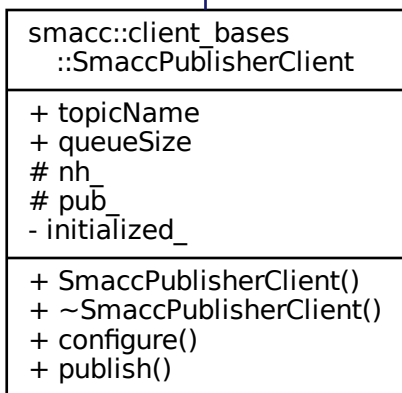 smacc::client_bases
::SmaccPublisherClient
+ topicName
+ queueSize
# nh_
# pub_
- initialized_
+ SmaccPublisherClient()
+ ~SmaccPublisherClient()
+ configure()
+ publish()